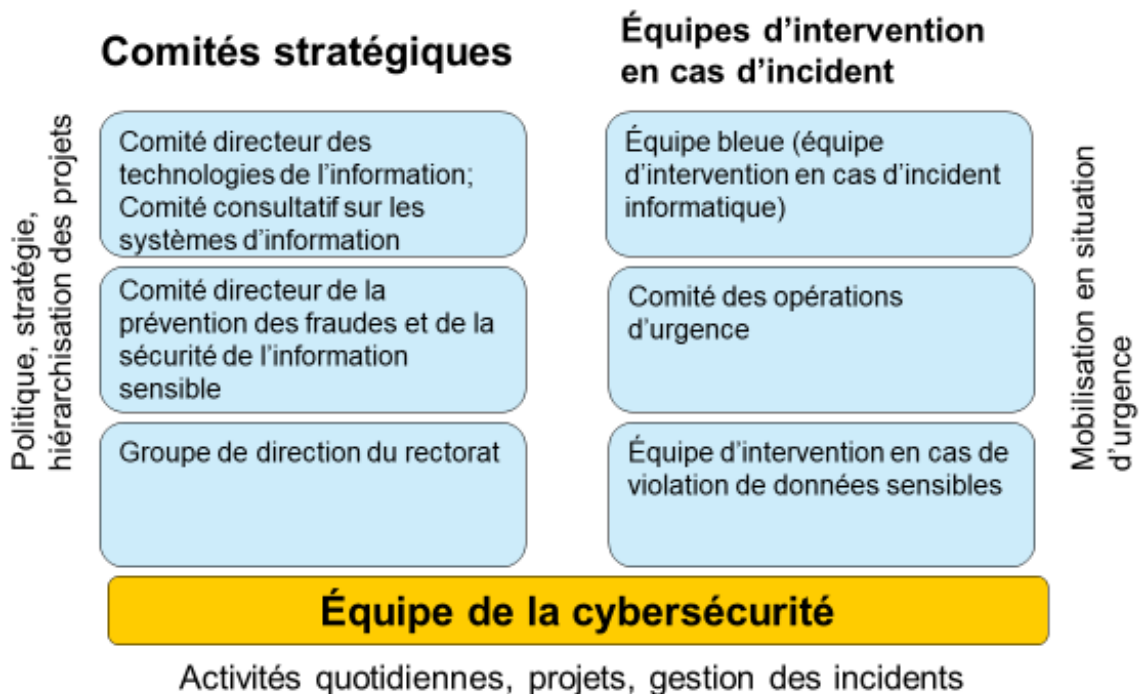 Comités stratégiques
Équipes d’intervention
en cas d’incident
Politique, stratégie,
hiérarchisation des projets
Comité directeur des
technologies de l’information;
Comité consultatif sur les
systèmes d’information
Comité directeur de la
prévention des fraudes et de la
sécurité de l’information
sensible
Groupe de direction du rectorat
Équipe bleue (équipe
d’intervention en cas d’incident
informatique)
Comité des opérations
d’urgence
Équipe d’intervention en cas de
violation de données sensibles
Mobilisation en situation
d’urgence
Équipe de la cybersécurité
Activités quotidiennes, projets, gestion des incidents